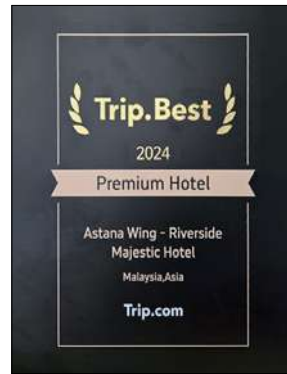 Trip.Best
2024
Premium Hotel
Astana Wing - Riverside
Majestic Hotel
Malaysia,Asia
Trip.com